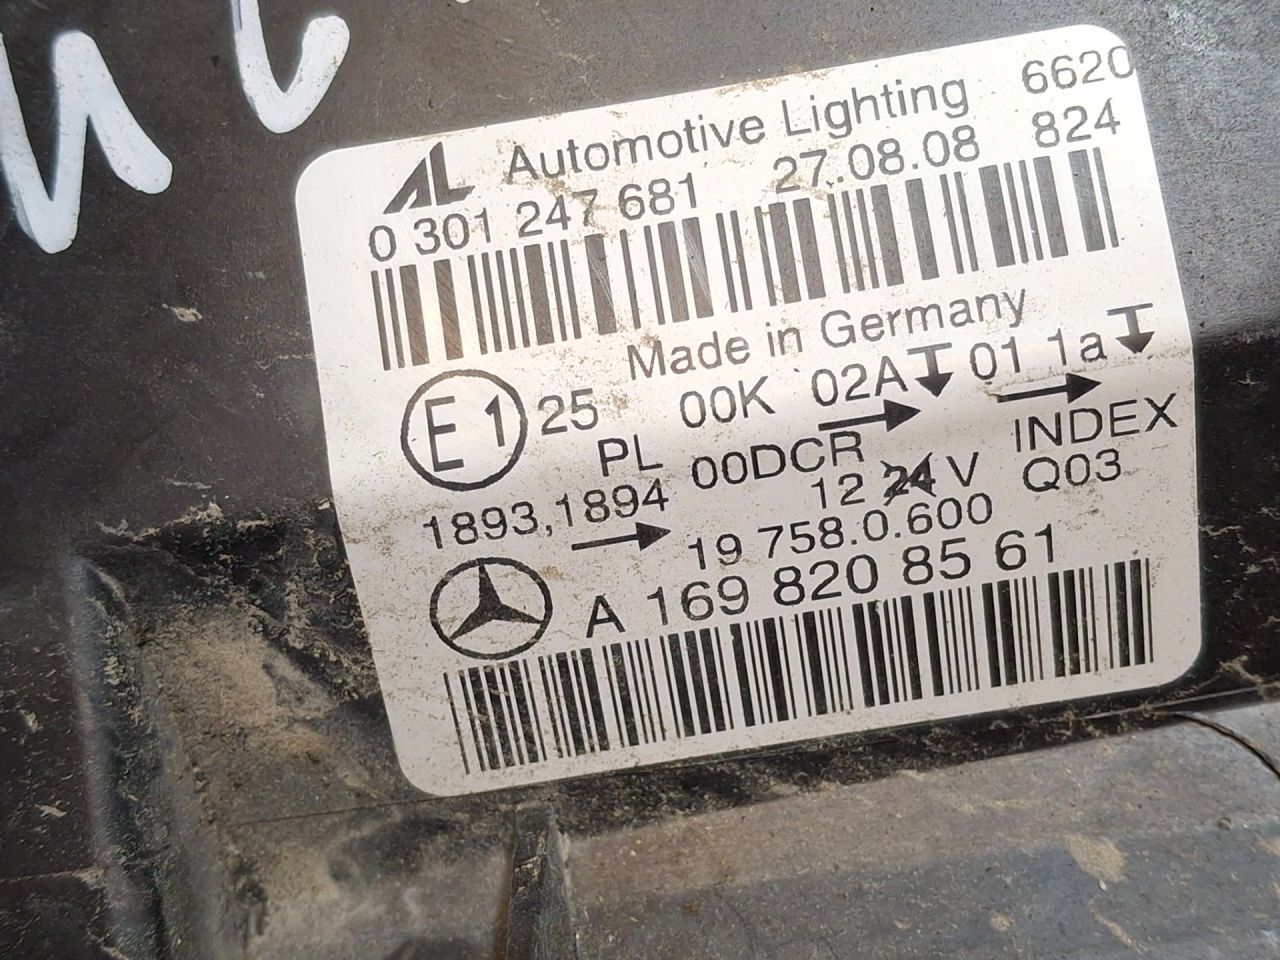 AL Automotive Lighting 6620
0 301 247 681 27.08.08 824
Made in Germany
E1 25 00K 02A 01 1a
PL 00DCR INDEX
1893,1894 12 24 V Q03
19 758.0.600
A 169 820 85 61